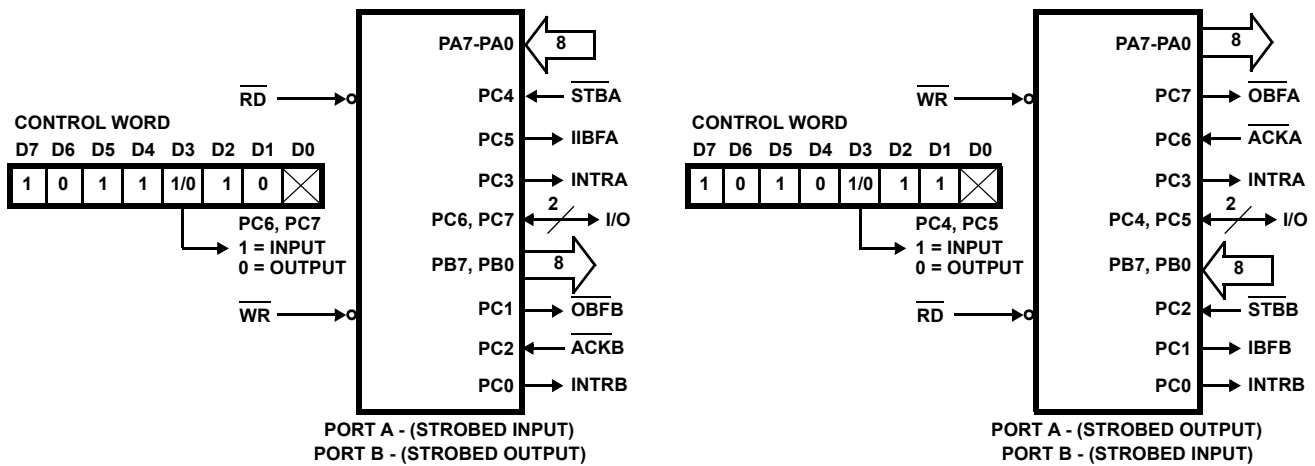 PA7-PA0
8
RD
PC4
STBA
CONTROL WORD
PC5
IIBFA
D7 D6 D5 D4 D3 D2 D1 D0
1 0 1 1 1/0 1 0
PC3
INTRA
PC6, PC7
1 = INPUT
0 = OUTPUT
PC6, PC7
2
I/O
PB7, PB0
8
WR
PC1
OBFB
PC2
ACKB
PC0
INTRB
PORT A - (STROBED INPUT)
PORT B - (STROBED OUTPUT)
PA7-PA0
8
WR
PC7
OBFA
CONTROL WORD
PC6
ACKA
D7 D6 D5 D4 D3 D2 D1 D0
1 0 1 0 1/0 1 1
PC3
INTRA
PC4, PC5
1 = INPUT
0 = OUTPUT
PC4, PC5
2
I/O
PB7, PB0
8
RD
PC2
STBB
PC1
IBFB
PC0
INTRB
PORT A - (STROBED OUTPUT)
PORT B - (STROBED INPUT)